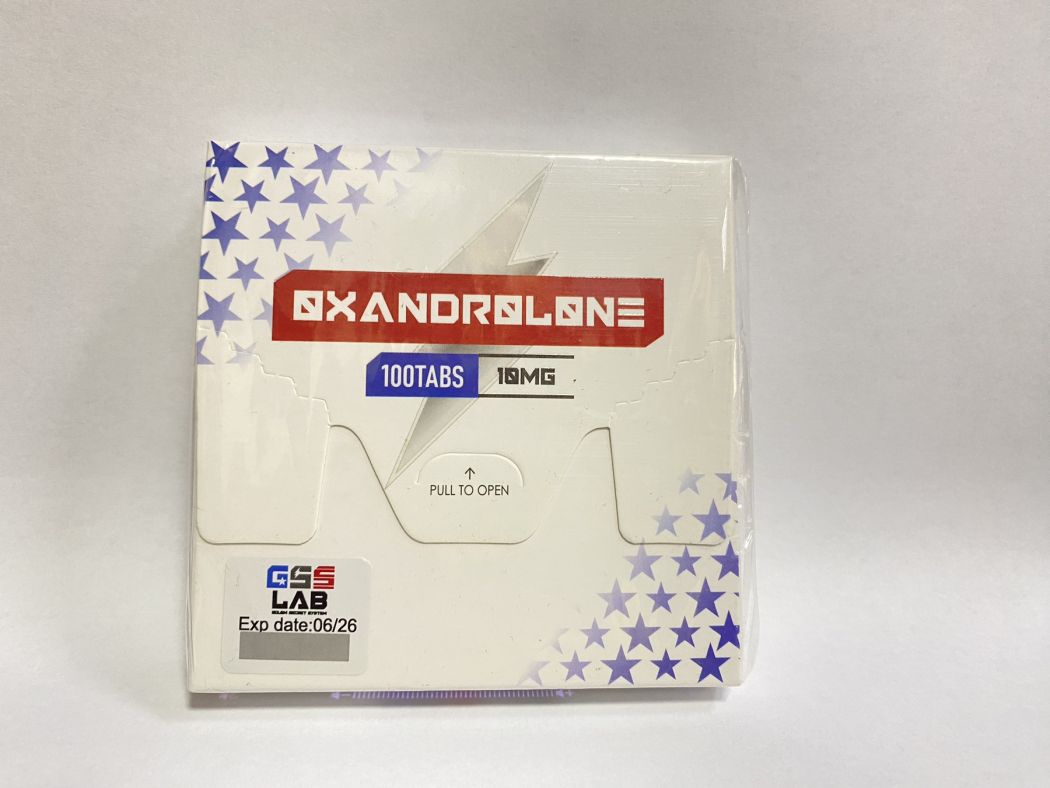 OXANDROLONE
100TABS 10MG
↑
PULL TO OPEN
GSS
LAB
Exp date:06/26